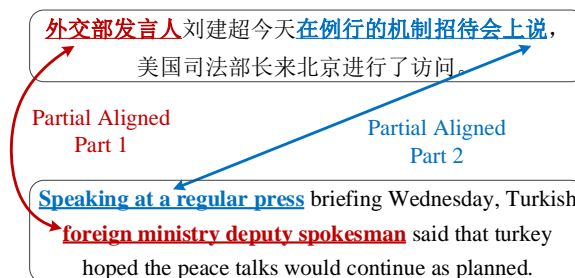 外交部发言人刘建超今天在例行的机制招待会上说，
美国司法部长来北京进行了访问。
Partial Aligned
Part 1
Partial Aligned
Part 2
Speaking at a regular press briefing Wednesday, Turkish
foreign ministry deputy spokesman said that turkey
hoped the peace talks would continue as planned.